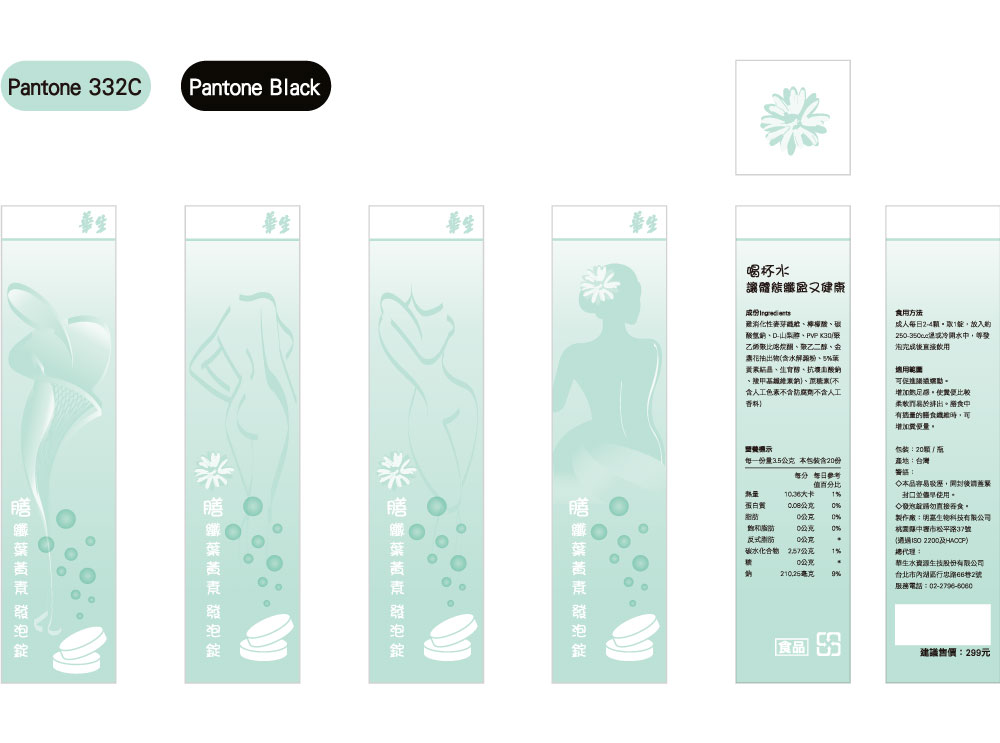 Pantone 332C
Pantone Black
華生
膳纖葉黃素 發泡錠
華生
膳纖葉黃素 發泡錠
華生
膳纖葉黃素 發泡錠
華生
膳纖葉黃素 發泡錠
喝杯水
讓體態纖盈又健康
成份Ingredients
難消化性麥芽纖維、檸檬酸、碳
酸氫鈉、D-山梨醇、PVP K30/聚
乙烯聚比咯烷酮、聚乙二醇、金
盞花抽出物(含水解澱粉、5%葉
黃素結晶、生育醇、抗壞血酸鈉
、羧甲基纖維素鈉)、蔗糖素(不
含人工色素不含防腐劑不含人工
香料)
營養標示
每一份量3.5公克 本包裝含20份
每分 每日參考
值百分比
熱量 10.36大卡 1%
蛋白質 0.08公克 0%
脂肪 0公克 0%
飽和脂肪 0公克 0%
反式脂肪 0公克 *
碳水化合物 2.57公克 1%
糖 0公克 *
鈉 210.25毫克 9%
食品
食用方法
成人每日2-4顆。取1錠，放入約
250-350cc溫或冷開水中，等發
泡完成後直接飲用
適用範圍
可促進腸道蠕動。
增加飽足感。使糞便比較
柔軟而易於排出。膳食中
有適量的膳食纖維時，可
增加糞便量。
包裝：20顆 / 瓶
產地：台灣
警語：
◇本品容易吸溼，開封後請蓋緊
封口並儘早使用。
◇發泡錠請勿直接吞食。
製作廠：明嘉生物科技有限公司
桃園縣中壢市松平路37號
(通過ISO 2200及HACCP)
總代理：
華生水資源生技股份有限公司
台北市內湖區行忠路66巷2號
服務電話：02-2796-6060
建議售價：299元